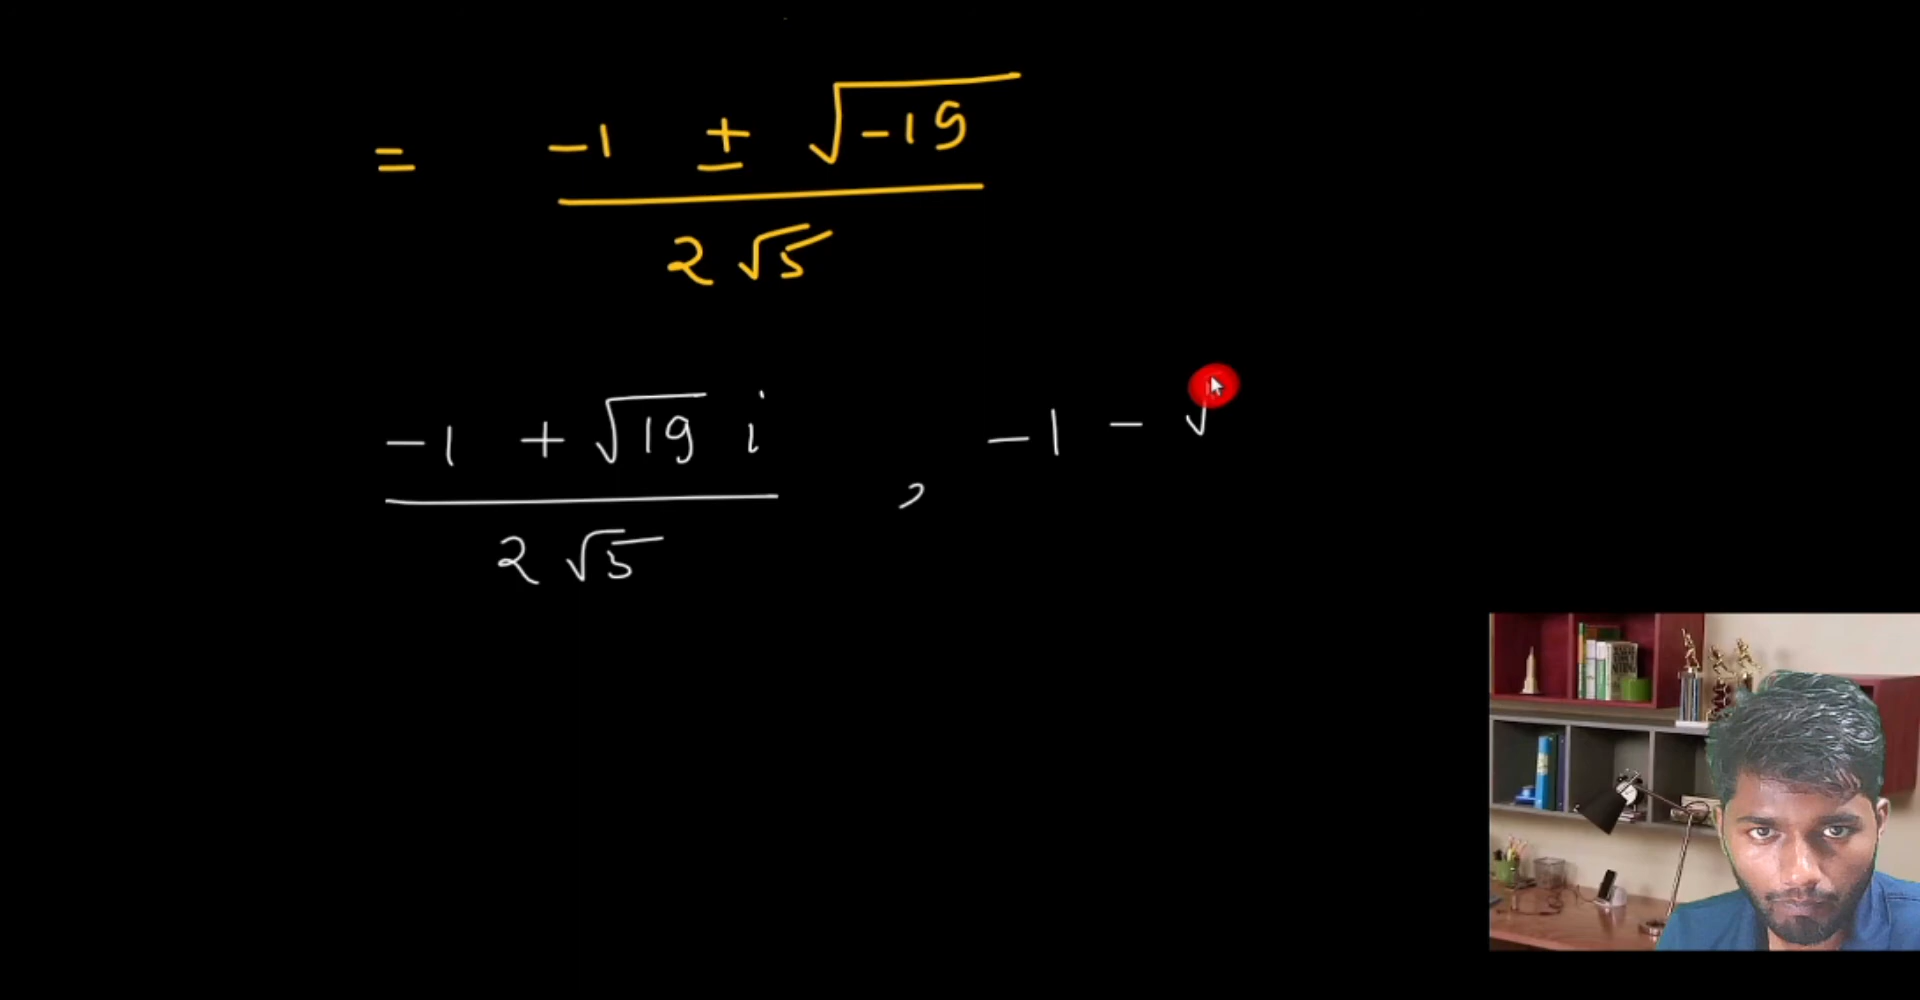 = -1 ± √-19
2√5
-1 + √19 i , -1 - √
2√5